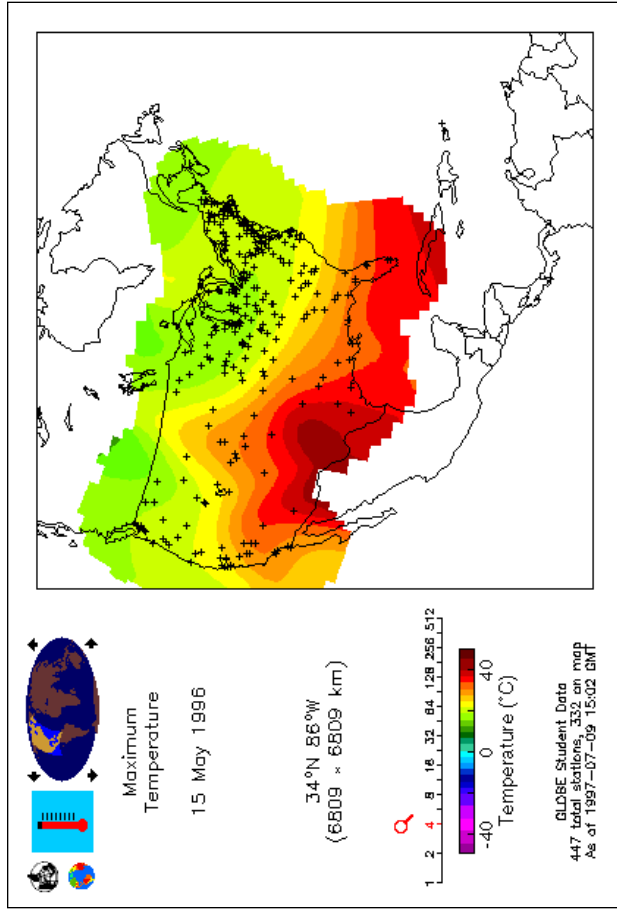 Maximum
Temperature
15 May 1996
34°N 86°W
(6809 × 6809 km)
1 2 4 8 16 32 64 128 256 512
-40 0 40
Temperature (°C)
GLOBE Student Data
447 total stations, 332 on map
As of 1997-07-09 15:02 GMT